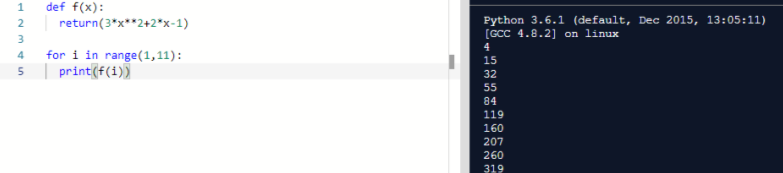 1 def f(x):
2 return(3*x**2+2*x-1)
3
4 for i in range(1,11):
5 print(f(i))
Python 3.6.1 (default, Dec 2015, 13:05:11)
[GCC 4.8.2] on linux
4
15
32
55
84
119
160
207
260
319